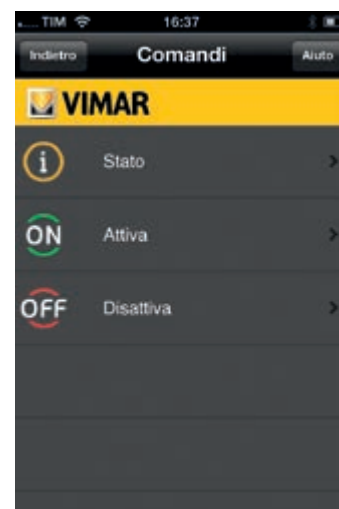 TIM 16:37
Indietro Comandi Aiuto
VIMAR
i Stato
ON Attiva
OFF Disattiva